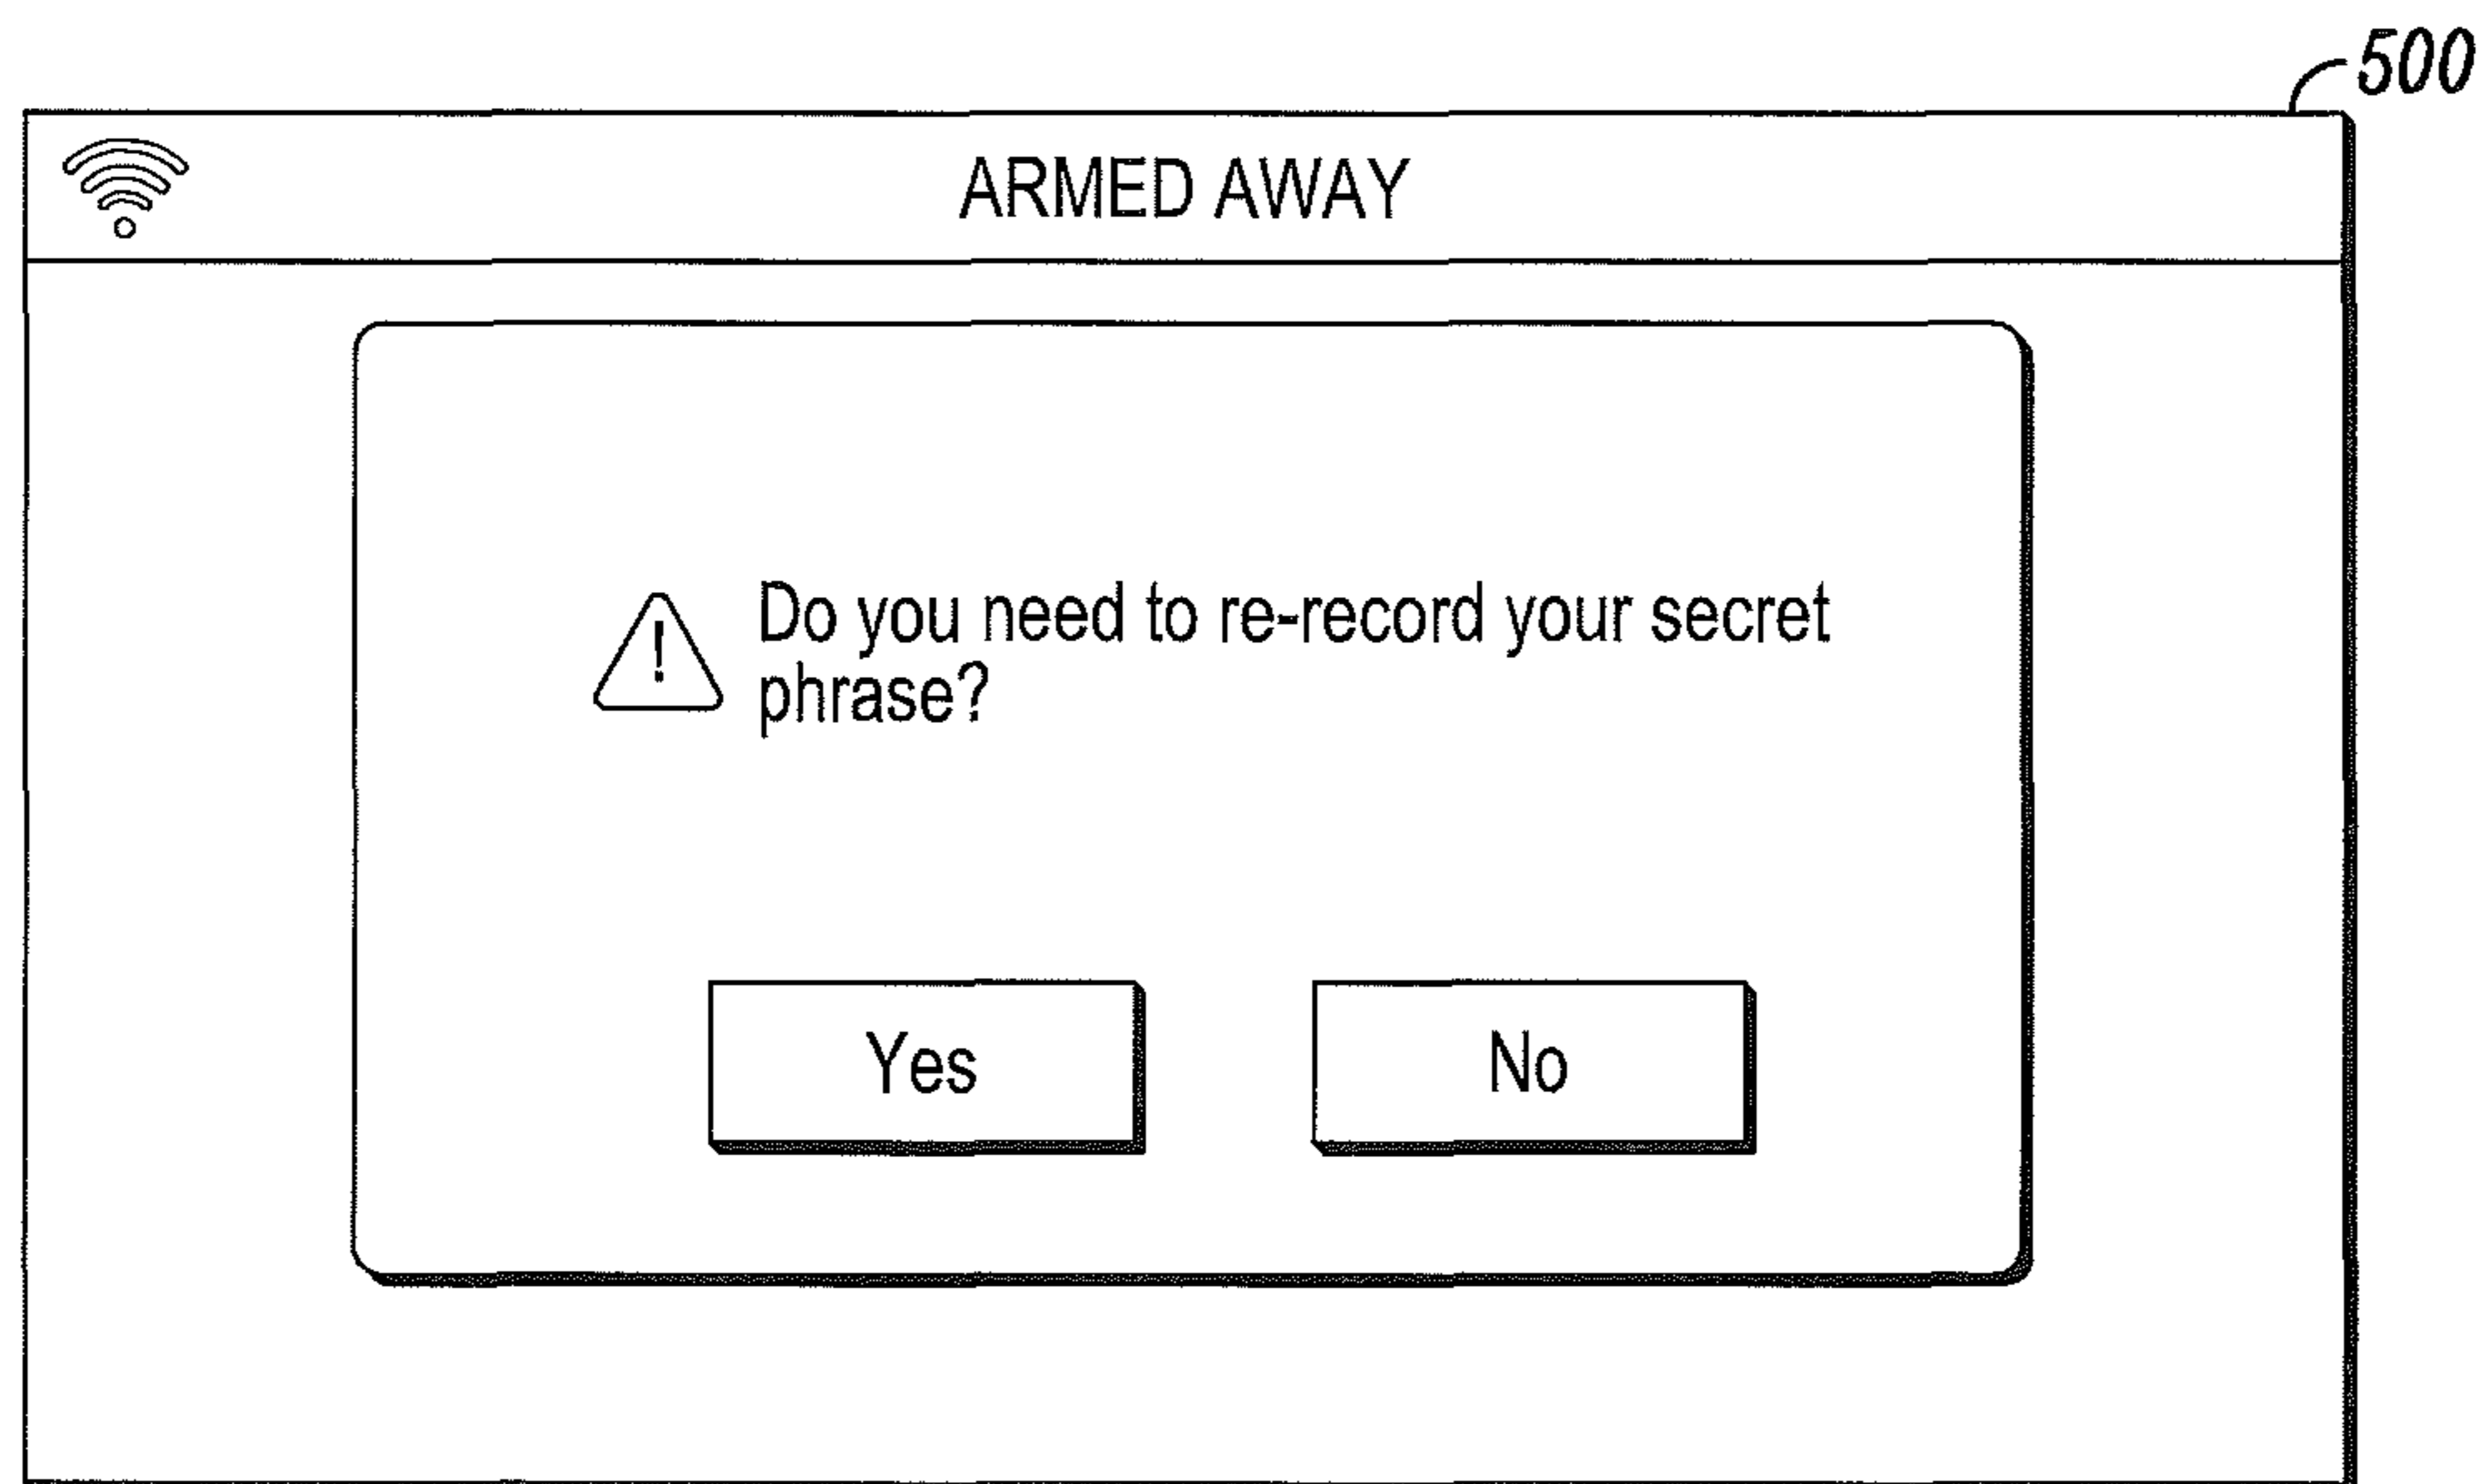 500
ARMED AWAY
Do you need to re-record your secret
phrase?
Yes
No